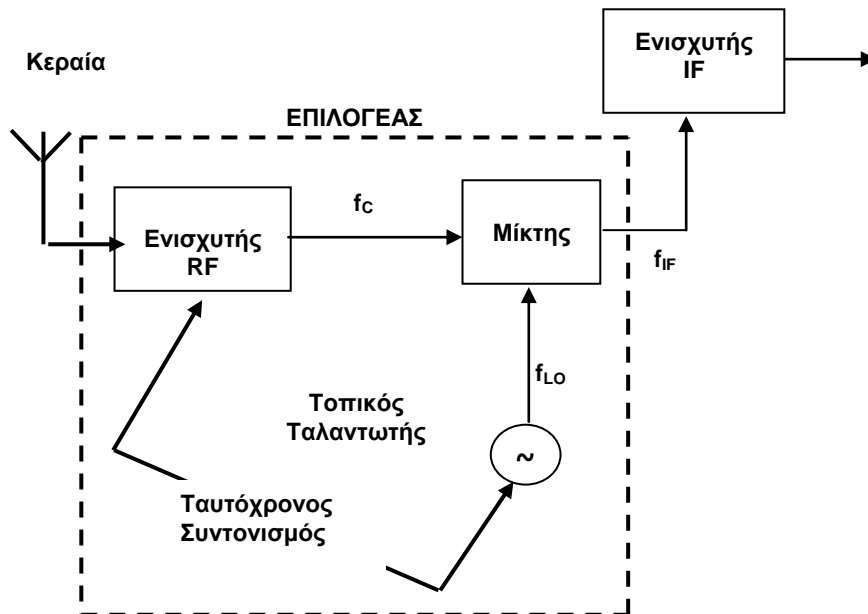 Ενισχυτής
IF
Κεραία
ΕΠΙΛΟΓΕΑΣ
Ενισχυτής
RF
fC
Μίκτης
fIF
fLO
Τοπικός
Ταλαντωτής
~
Ταυτόχρονος
Συντονισμός